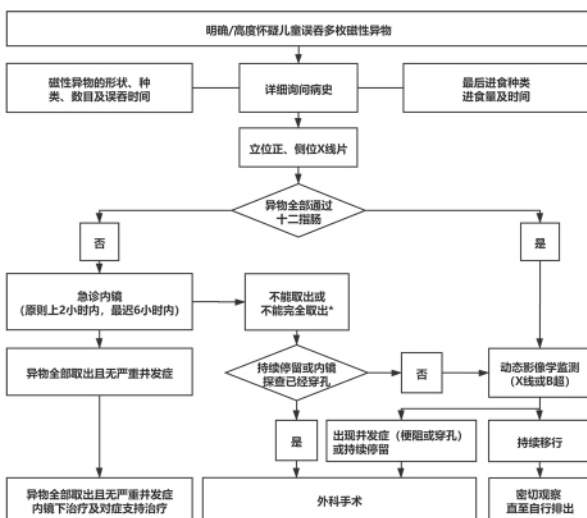 明确/高度怀疑儿童误吞多枚磁性异物
磁性异物的形状、种
类、数目及误吞时间
详细询问病史
最后进食种类
进食量及时间
立位正、侧位X线片
异物全部通过
十二指肠
否
是
急诊内镜
(原则上2小时内，最迟6小时内)
不能取出或
不能完全取出*
异物全部取出且无严重并发症
持续停留或内镜
探查已经穿孔
否
动态影像学监测
(X线或B超)
是
出现并发症（梗阻或穿孔）
或持续停留
持续移行
异物全部取出且无严重并发症
内镜下治疗及对症支持治疗
外科手术
密切观察
直至自行排出